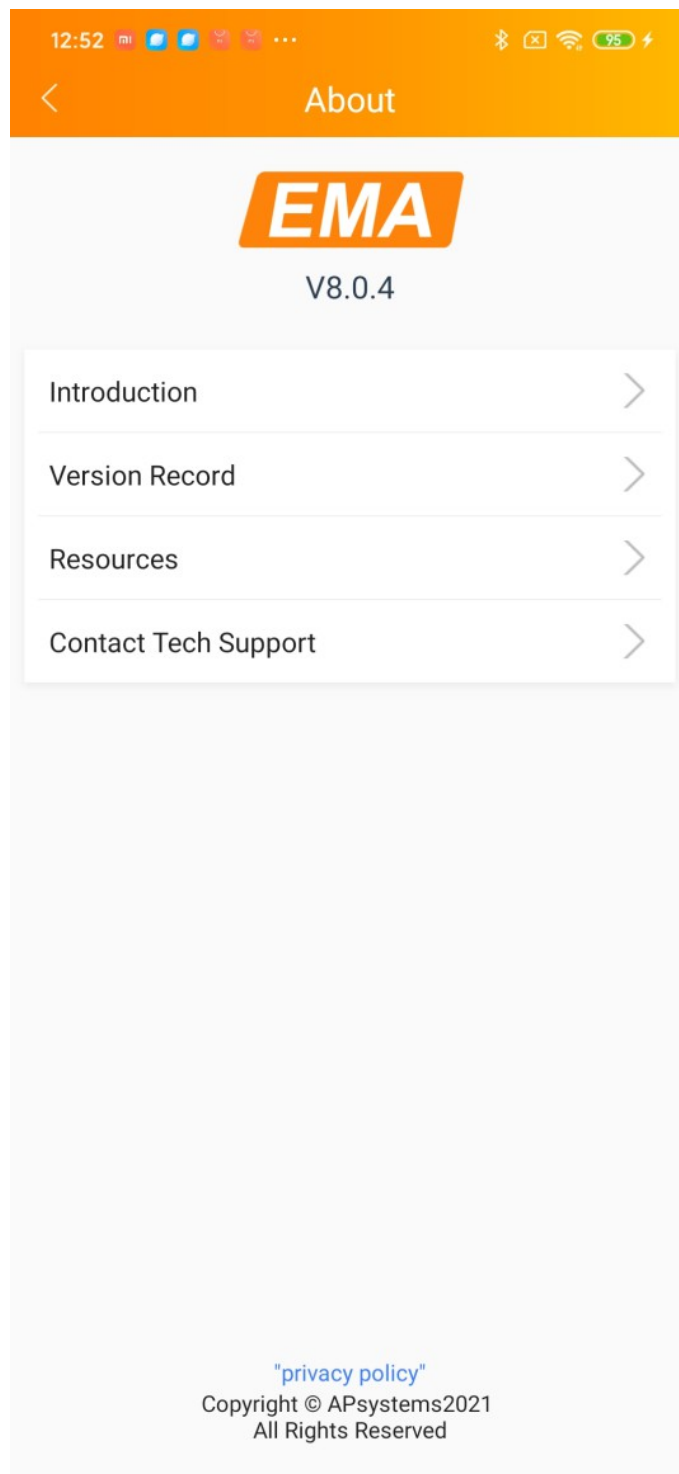 12:52
95
About
EMA
V8.0.4
Introduction
Version Record
Resources
Contact Tech Support
"privacy policy"
Copyright © APsystems2021
All Rights Reserved